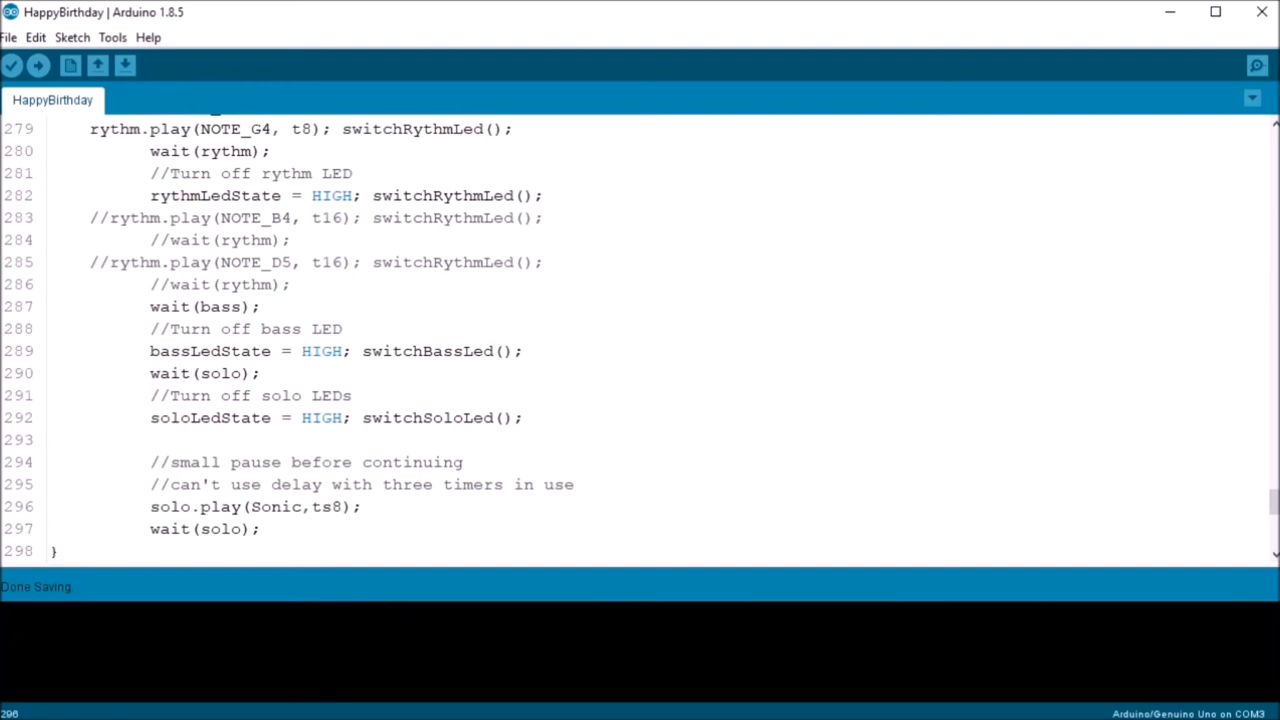 HappyBirthday | Arduino 1.8.5
File Edit Sketch Tools Help
HappyBirthday
279 rythm.play(NOTE_G4, t8); switchRythmLed();
280 wait(rythm);
281 //Turn off rythm LED
282 rythmLedState = HIGH; switchRythmLed();
283 //rythm.play(NOTE_B4, t16); switchRythmLed();
284 //wait(rythm);
285 //rythm.play(NOTE_D5, t16); switchRythmLed();
286 //wait(rythm);
287 wait(bass);
288 //Turn off bass LED
289 bassLedState = HIGH; switchBassLed();
290 wait(solo);
291 //Turn off solo LEDs
292 soloLedState = HIGH; switchSoloLed();
293
294 //small pause before continuing
295 //can't use delay with three timers in use
296 solo.play(Sonic,ts8);
297 wait(solo);
298 }
Done Saving.
296 Arduino/Genuino Uno on COM3